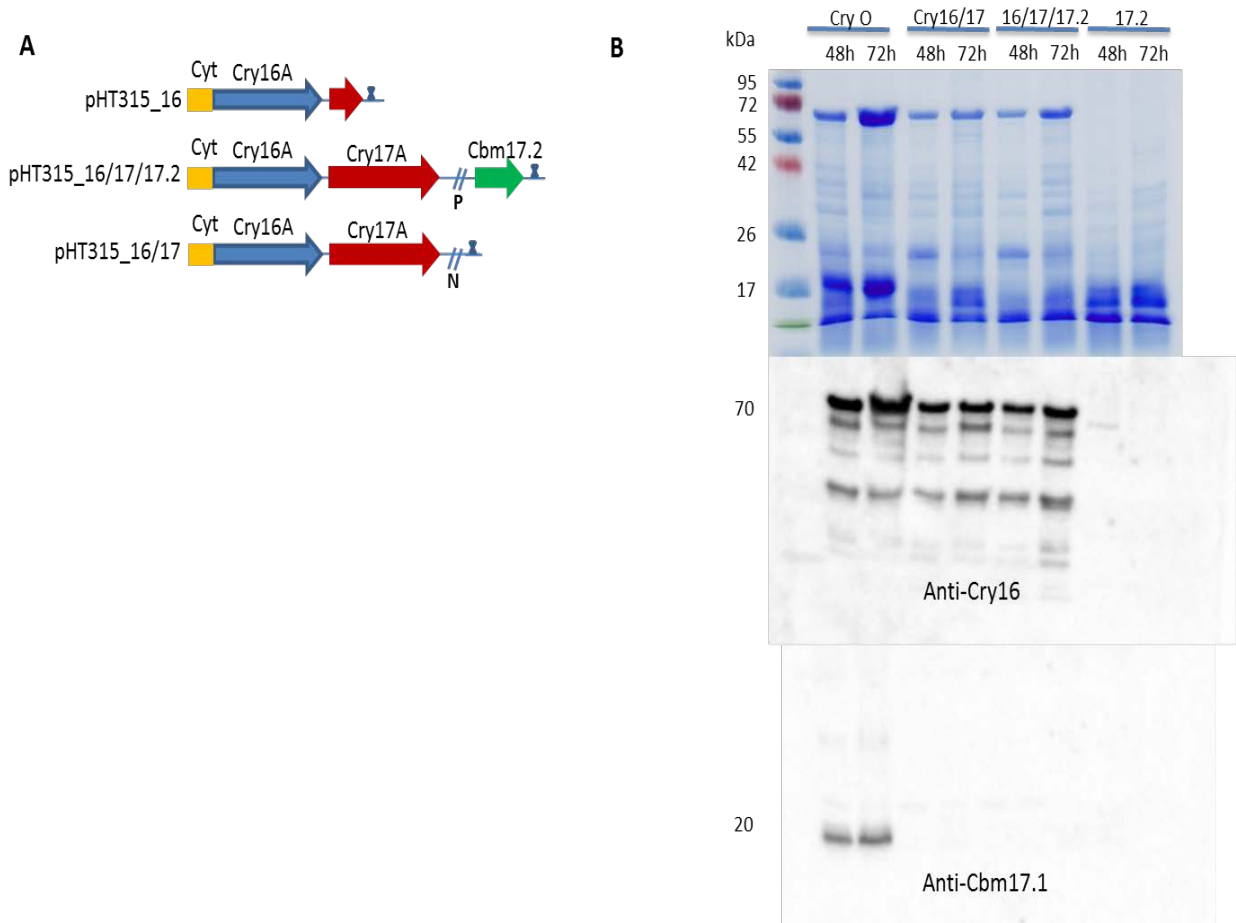 A
Cyt Cry16A
pHT315_16
Cyt Cry16A Cry17A Cbm17.2
pHT315_16/17/17.2
P
Cyt Cry16A Cry17A
pHT315_16/17
N
B
Cry O Cry16/17 16/17/17.2 17.2
kDa 48h 72h 48h 72h 48h 72h 48h 72h
95
72
55
42
26
17
70
Anti-Cry16
20
Anti-Cbm17.1